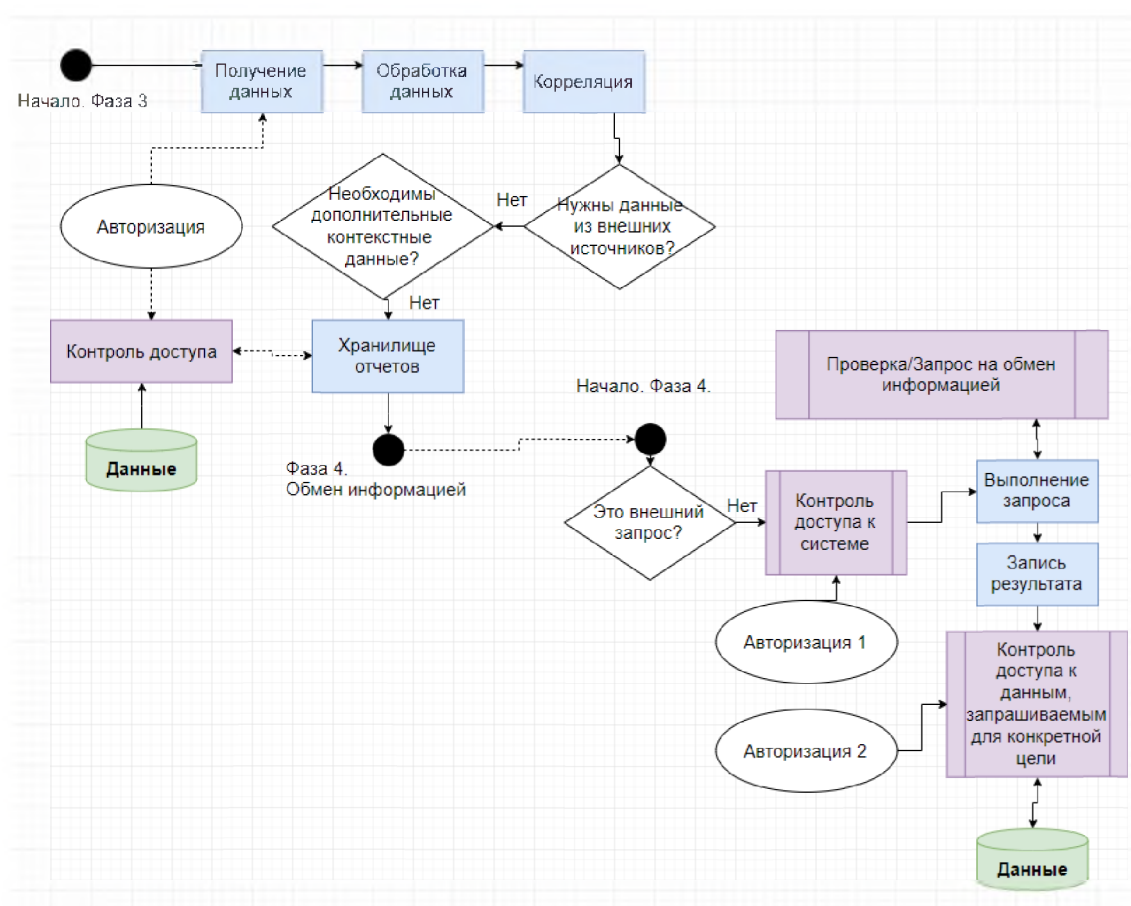 Получение
данных
Обработка
данных
Корреляция
Начало. Фаза 3
Необходимы
дополнительные
контекстные
данные?
Нет
Нужны данные
из внешних
источников?
Авторизация
Нет
Контроль доступа
Хранилище
отчетов
Данные
Фаза 4.
Обмен информацией
Начало. Фаза 4.
Проверка/Запрос на обмен
информацией
Это внешний
запрос?
Нет
Контроль
доступа к
системе
Выполнение
запроса
Запись
результата
Авторизация 1
Контроль
доступа к
данным,
запрашиваемым
для конкретной
цели
Авторизация 2
Данные